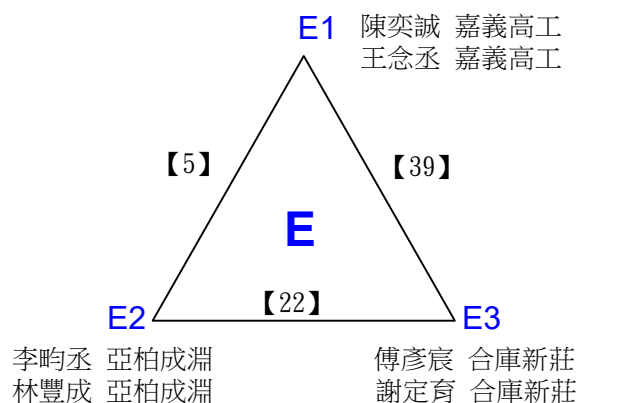 E1 陳奕誠 嘉義高工
王念丞 嘉義高工
【5】 【39】
E
【22】
E2 E3
李畇丞 亞柏成淵 傅彥宸 合庫新莊
林豐成 亞柏成淵 謝定育 合庫新莊